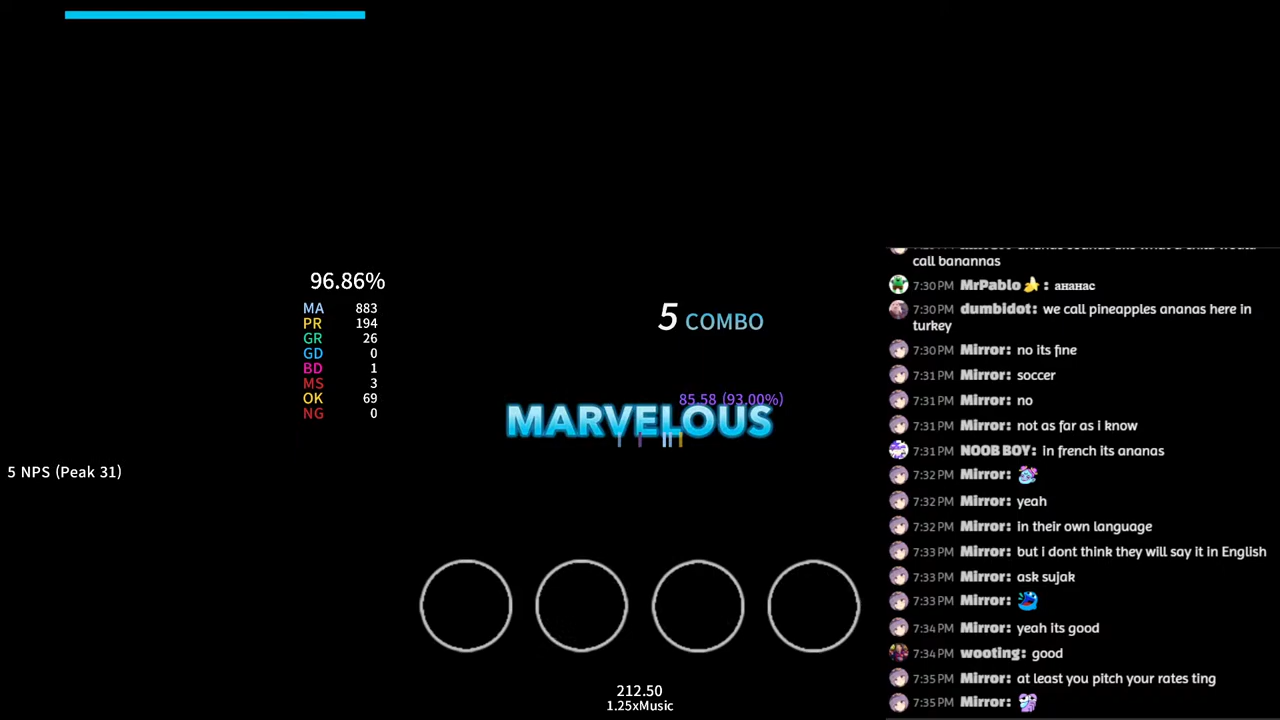 96.86%
MA 883
PR 194
GR 26
GD 0
BD 1
MS 3
OK 69
NG 0
5 COMBO
85.58 (93.00%)
MARVELOUS
5 NPS (Peak 31)
212.50
1.25xMusic
call banannas
7:30 PM MrPablo🍌: ананас
7:30 PM dumbidot: we call pineapples ananas here in
turkey
7:30 PM Mirror: no its fine
7:31 PM Mirror: soccer
7:31 PM Mirror: no
7:31 PM Mirror: not as far as i know
7:31 PM NOOB BOY: in french its ananas
7:32 PM Mirror:
7:32 PM Mirror: yeah
7:32 PM Mirror: in their own language
7:33 PM Mirror: but i dont think they will say it in English
7:33 PM Mirror: ask sujak
7:33 PM Mirror:
7:34 PM Mirror: yeah its good
7:34 PM wooting: good
7:35 PM Mirror: at least you pitch your rates ting
7:35 PM Mirror: